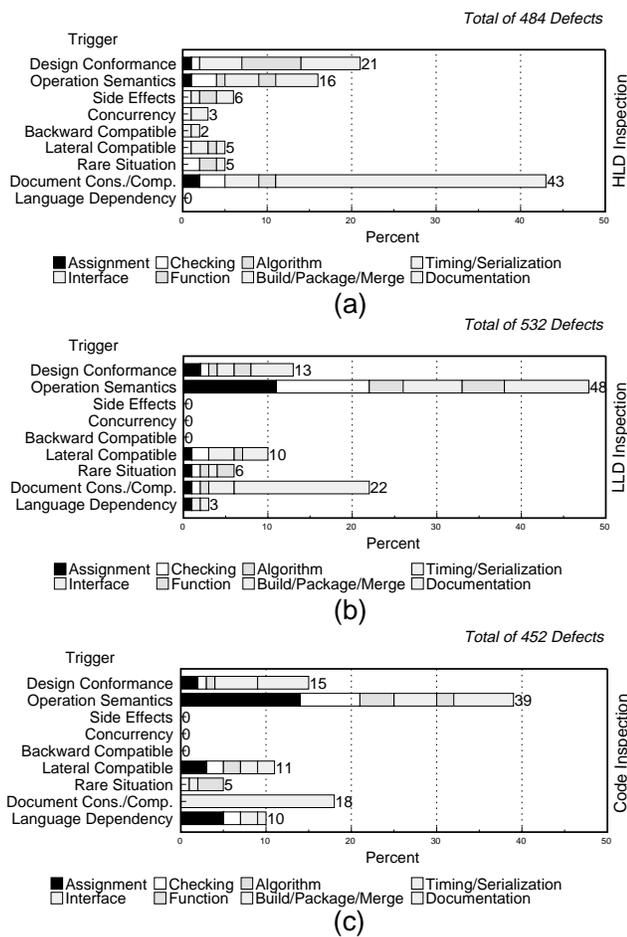 Total of 484 Defects
Trigger
Design Conformance 21
Operation Semantics 16
Side Effects 6
Concurrency 3
Backward Compatible 2
Lateral Compatible 5
Rare Situation 5
Document Cons./Comp. 43
Language Dependency 0
0 10 20 30 40 50
Percent
HLD Inspection
Assignment Checking Algorithm Timing/Serialization
Interface Function Build/Package/Merge Documentation
(a)
Total of 532 Defects
Trigger
Design Conformance 13
Operation Semantics 48
Side Effects 0
Concurrency 0
Backward Compatible 0
Lateral Compatible 10
Rare Situation 6
Document Cons./Comp. 22
Language Dependency 3
0 10 20 30 40 50
Percent
LLD Inspection
Assignment Checking Algorithm Timing/Serialization
Interface Function Build/Package/Merge Documentation
(b)
Total of 452 Defects
Trigger
Design Conformance 15
Operation Semantics 39
Side Effects 0
Concurrency 0
Backward Compatible 0
Lateral Compatible 11
Rare Situation 5
Document Cons./Comp. 18
Language Dependency 10
0 10 20 30 40 50
Percent
Code Inspection
Assignment Checking Algorithm Timing/Serialization
Interface Function Build/Package/Merge Documentation
(c)